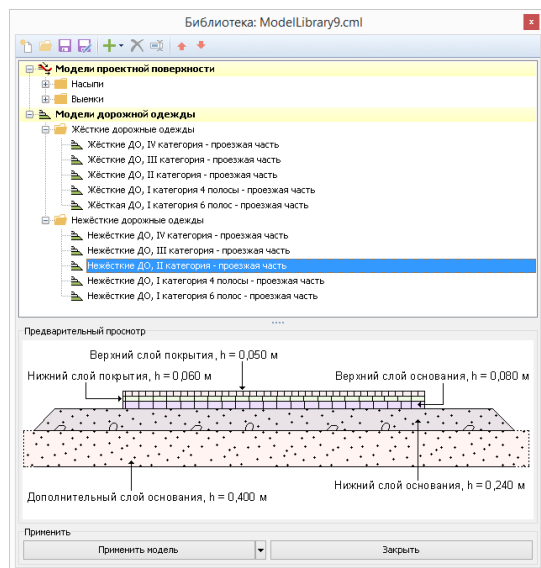 Библиотека: ModelLibrary9.cml
x
Модели проектной поверхности
Насыпи
Выемки
Модели дорожной одежды
Жёсткие дорожные одежды
Жёсткие ДО, IV категория - проезжая часть
Жёсткие ДО, III категория - проезжая часть
Жёсткие ДО, II категория - проезжая часть
Жёсткие ДО, I категория 4 полосы - проезжая часть
Жёсткая ДО, I категория 6 полос - проезжая часть
Нежёсткие дорожные одежды
Нежёсткие ДО, IV категория - проезжая часть
Нежёсткие ДО, III категория - проезжая часть
Нежёсткие ДО, II категория - проезжая часть
Нежёсткие ДО, I категория 4 полосы - проезжая часть
Нежёсткие ДО, I категория 6 полос - проезжая часть
Предварительный просмотр
Верхний слой покрытия, h = 0,050 м
Нижний слой покрытия, h = 0,060 м
Верхний слой основания, h = 0,080 м
Нижний слой основания, h = 0,240 м
Дополнительный слой основания, h = 0,400 м
Применить
Применить модель
Закрыть